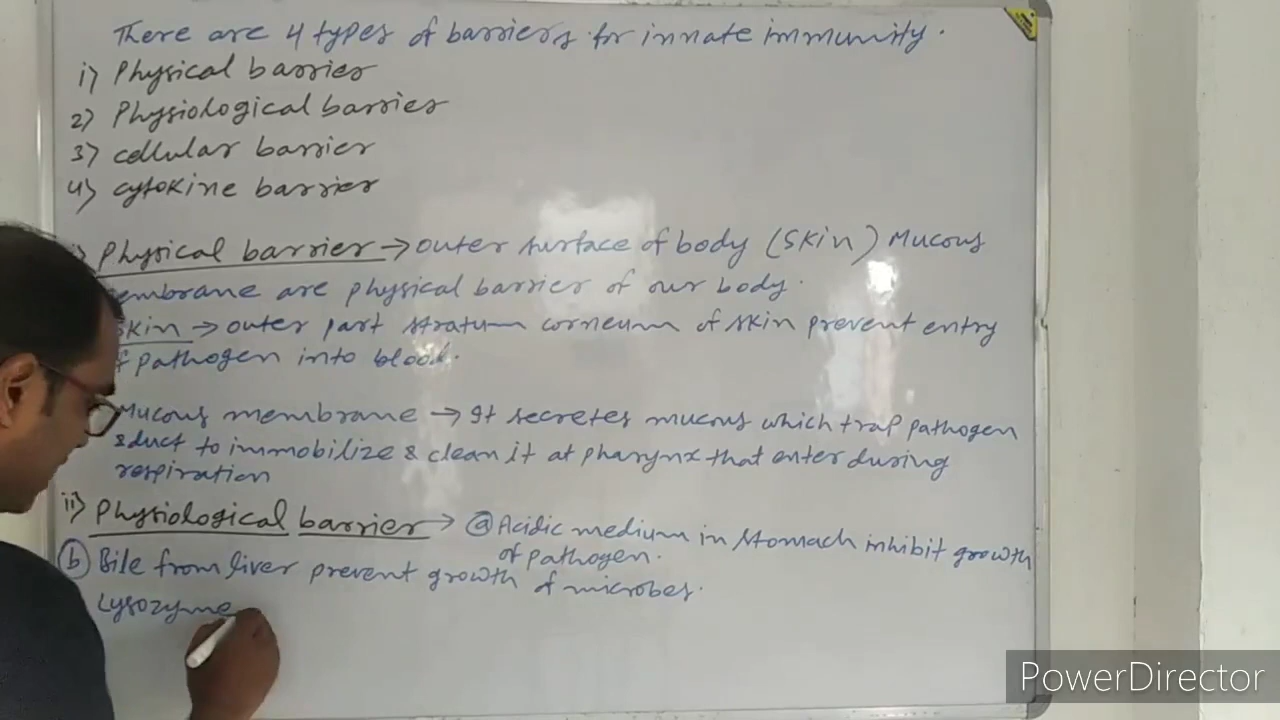 There are 4 types of barriers for innate immunity.
i) Physical barrier
2) Physiological barrier
3) cellular barrier
4) cytokine barrier
) Physical barrier → outer surface of body (Skin) Mucous
embrane are physical barrier of our body.
skin → outer part stratum corneum of skin prevent entry
f pathogen into blood.
Mucous membrane → It secretes mucous which trap pathogen
& duct to immobilize & clean it at pharynx that enter during
respiration
ii) Physiological barrier → (a) Acidic medium in stomach inhibit growth
of pathogen.
(b) Bile from liver prevent growth of microbes.
Lysozyme
PowerDirector